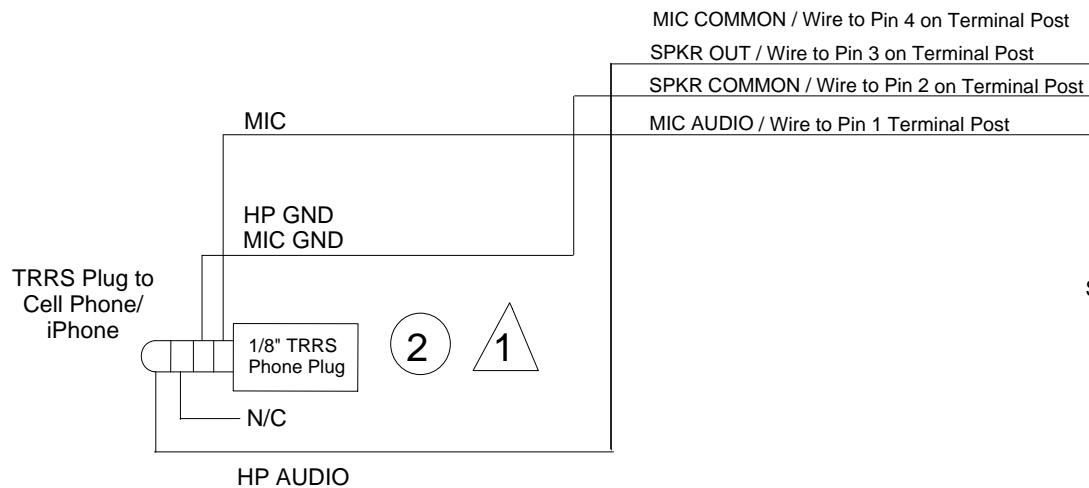 MIC COMMON / Wire to Pin 4 on Terminal Post
SPKR OUT / Wire to Pin 3 on Terminal Post
SPKR COMMON / Wire to Pin 2 on Terminal Post
MIC
MIC AUDIO / Wire to Pin 1 Terminal Post
HP GND
MIC GND
TRRS Plug to
Cell Phone/
iPhone
1/8" TRRS
Phone Plug
2
1
S
N/C
HP AUDIO